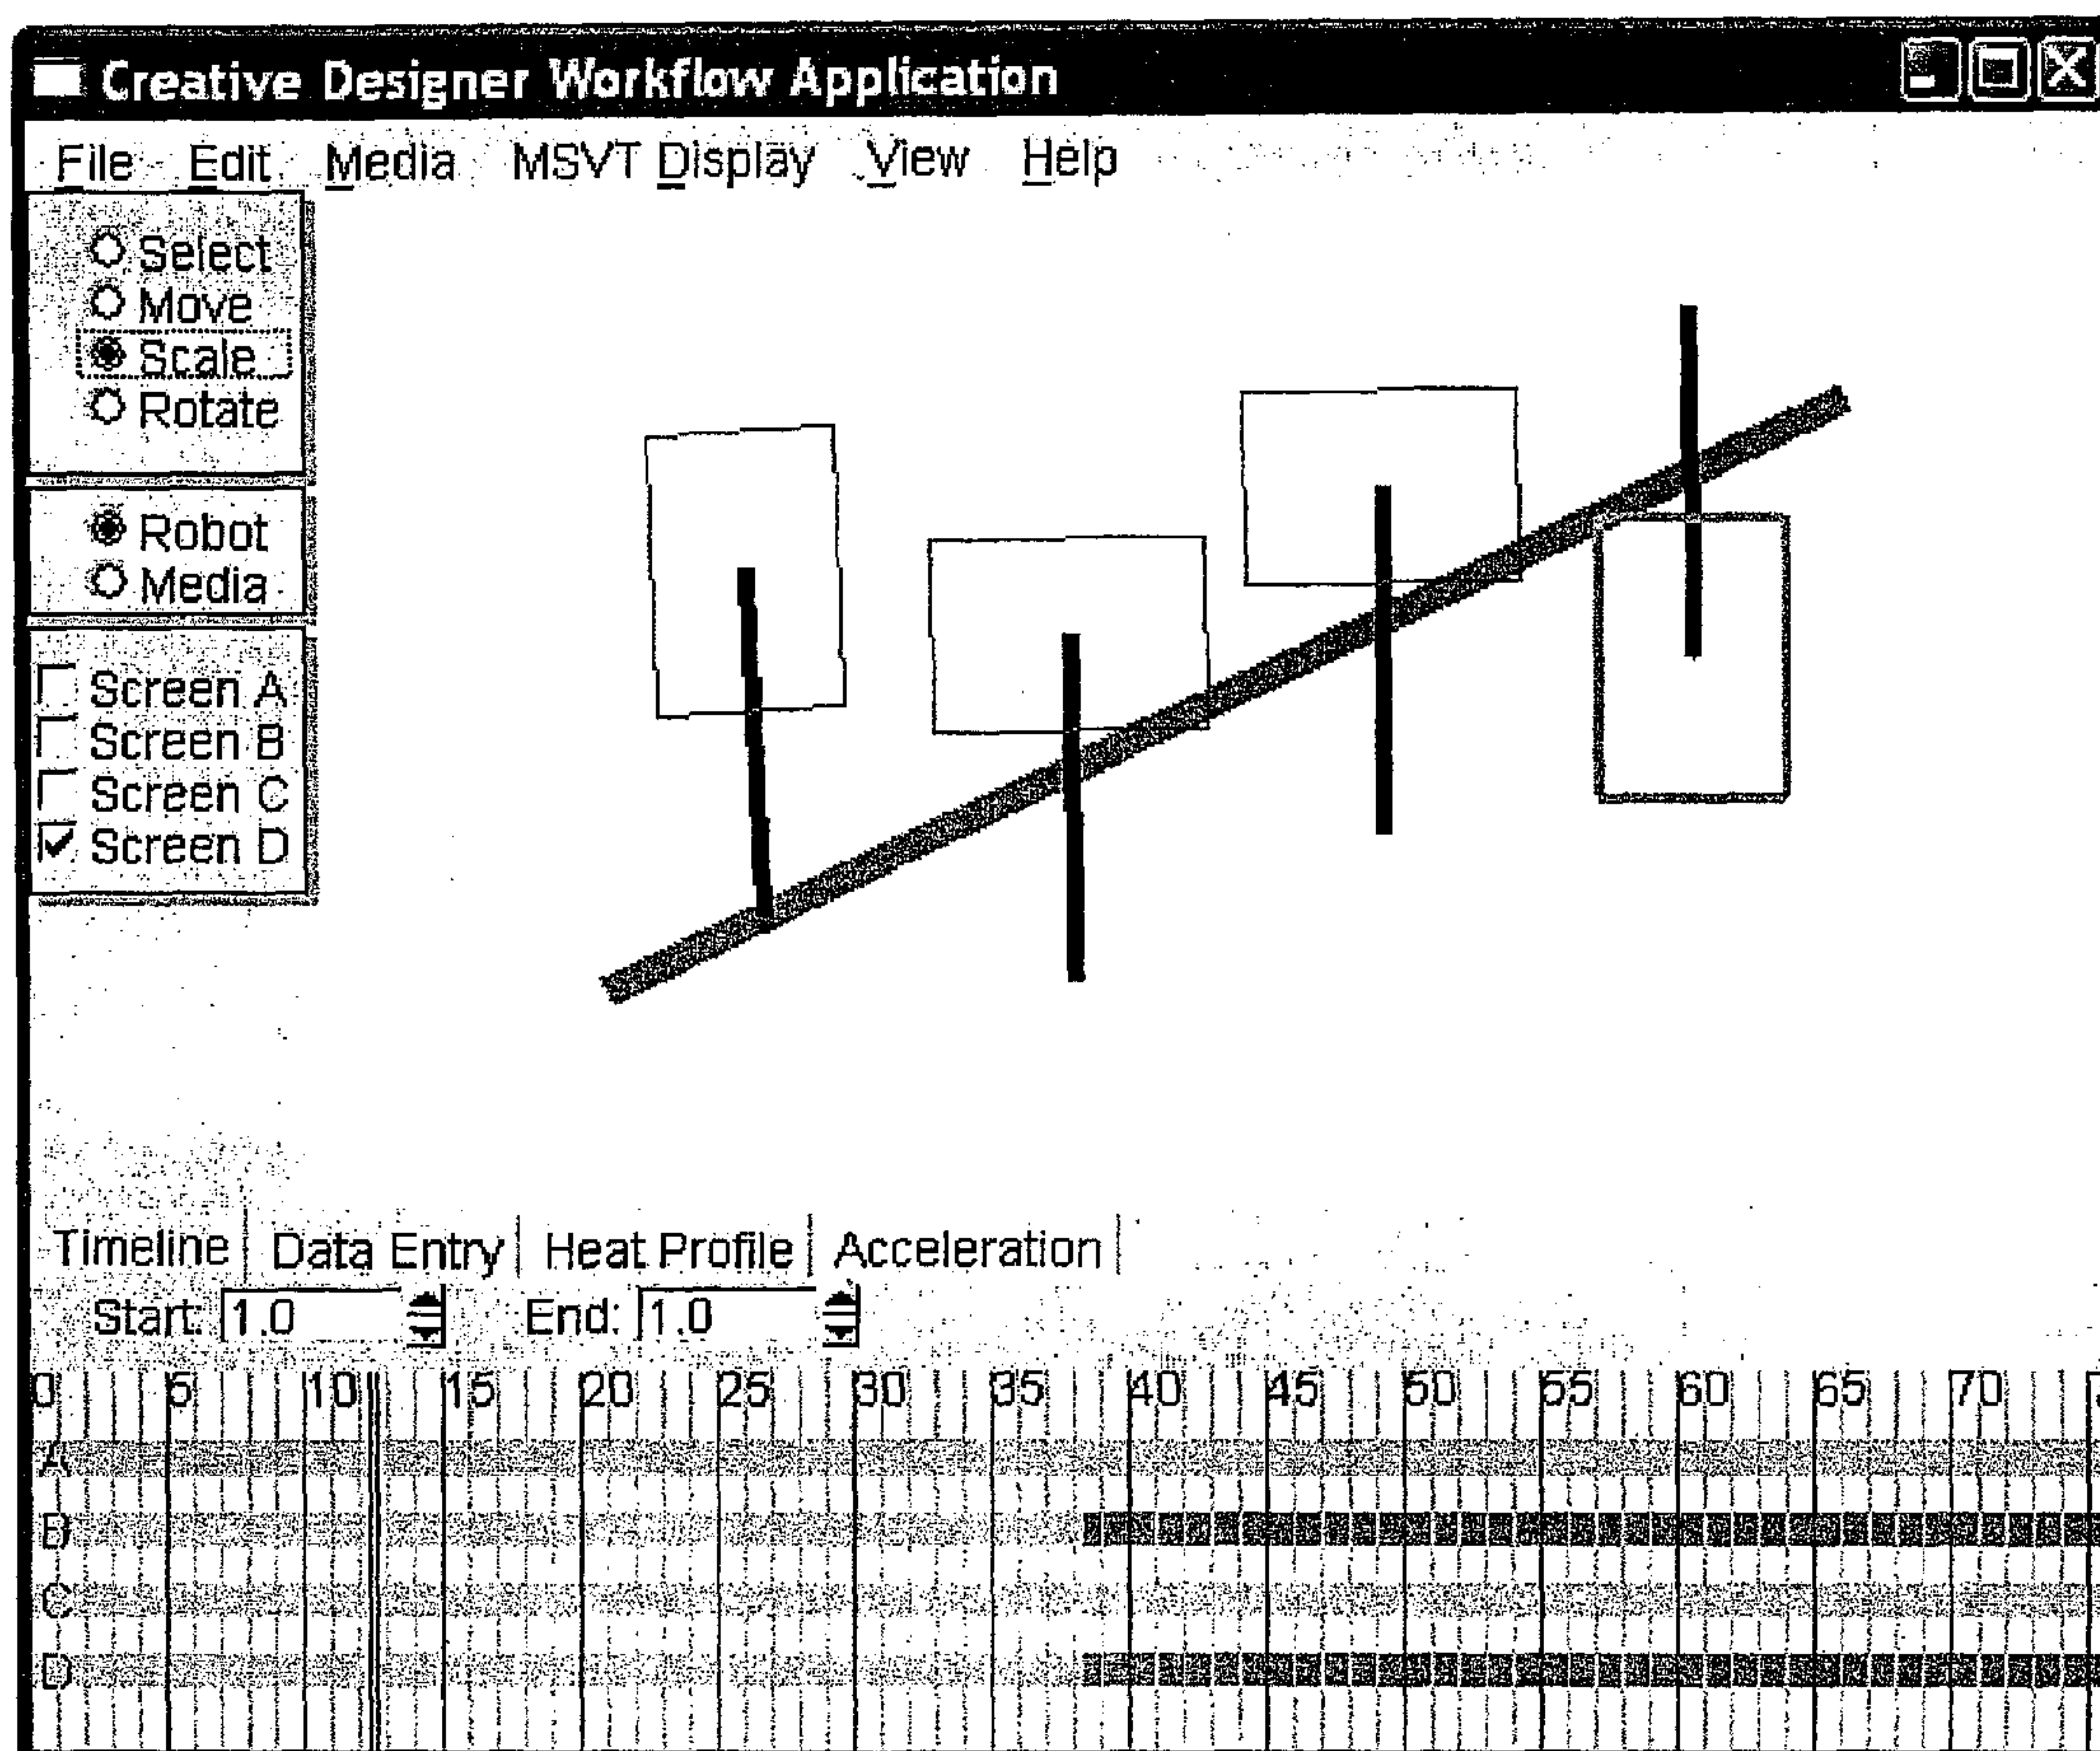 Creative Designer Workflow Application
File Edit Media MSVT Display View Help
Select
Move
Scale
Rotate
Robot
Media
Screen A
Screen B
Screen C
Screen D
Timeline Data Entry Heat Profile Acceleration
Start: 1.0 End: 1.0
0 5 10 15 20 25 30 35 40 45 50 55 60 65 70
A
B
C
D